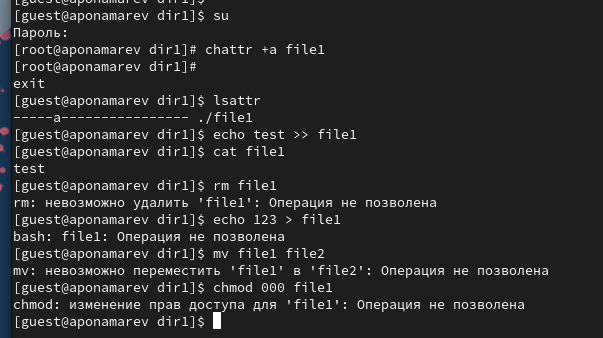 [guest@aponamarev dir1]$ su
Пароль:
[root@aponamarev dir1]# chattr +a file1
[root@aponamarev dir1]#
exit
[guest@aponamarev dir1]$ lsattr
-----a---------------- ./file1
[guest@aponamarev dir1]$ echo test >> file1
[guest@aponamarev dir1]$ cat file1
test
[guest@aponamarev dir1]$ rm file1
rm: невозможно удалить 'file1': Операция не позволена
[guest@aponamarev dir1]$ echo 123 > file1
bash: file1: Операция не позволена
[guest@aponamarev dir1]$ mv file1 file2
mv: невозможно переместить 'file1' в 'file2': Операция не позволена
[guest@aponamarev dir1]$ chmod 000 file1
chmod: изменение прав доступа для 'file1': Операция не позволена
[guest@aponamarev dir1]$